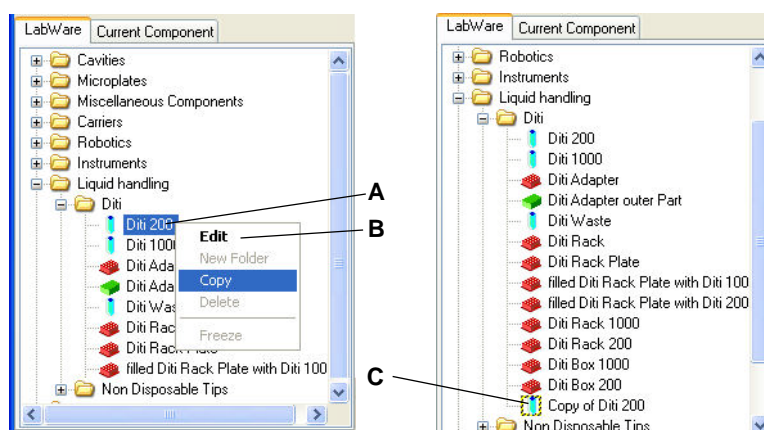 LabWare Current Component
Cavities
Microplates
Miscellaneous Components
Carriers
Robotics
Instruments
Liquid handling
Diti
Diti 200
Diti 100
Diti Ada
Diti Ada
Diti Was
Diti Rac
Diti Rack Plate
filled Diti Rack Plate with Diti 100
Non Disposable Tips
Edit
New Folder
Copy
Delete
Freeze
A
B
C
LabWare Current Component
Robotics
Instruments
Liquid handling
Diti
Diti 200
Diti 1000
Diti Adapter
Diti Adapter outer Part
Diti Waste
Diti Rack
Diti Rack Plate
filled Diti Rack Plate with Diti 100
filled Diti Rack Plate with Diti 200
Diti Rack 1000
Diti Rack 200
Diti Box 1000
Diti Box 200
Copy of Diti 200
Non Disposable Tips